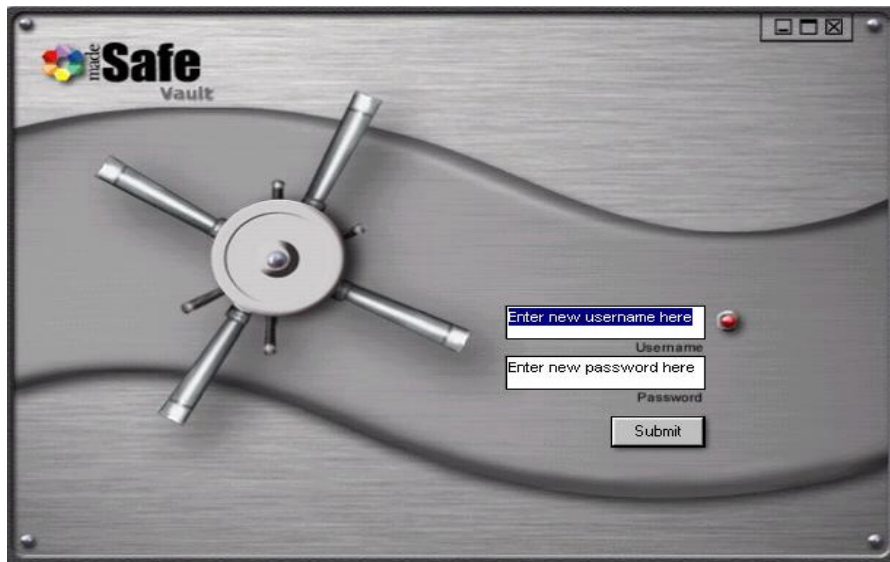 made Safe
Vault
Enter new username here
Username
Enter new password here
Password
Submit